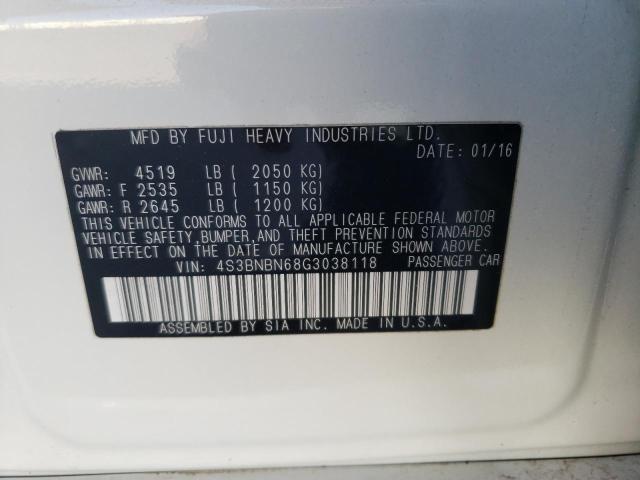 MFD BY FUJI HEAVY INDUSTRIES LTD.
DATE: 01/16
GVWR: 4519 LB ( 2050 KG)
GAWR: F 2535 LB ( 1150 KG)
GAWR: R 2645 LB ( 1200 KG)
THIS VEHICLE CONFORMS TO ALL APPLICABLE FEDERAL MOTOR
VEHICLE SAFETY, BUMPER, AND THEFT PREVENTION STANDARDS
IN EFFECT ON THE DATE OF MANUFACTURE SHOWN ABOVE.
VIN: 4S3BNBN68G3038118 PASSENGER CAR
ASSEMBLED BY SIA INC. MADE IN U.S.A.